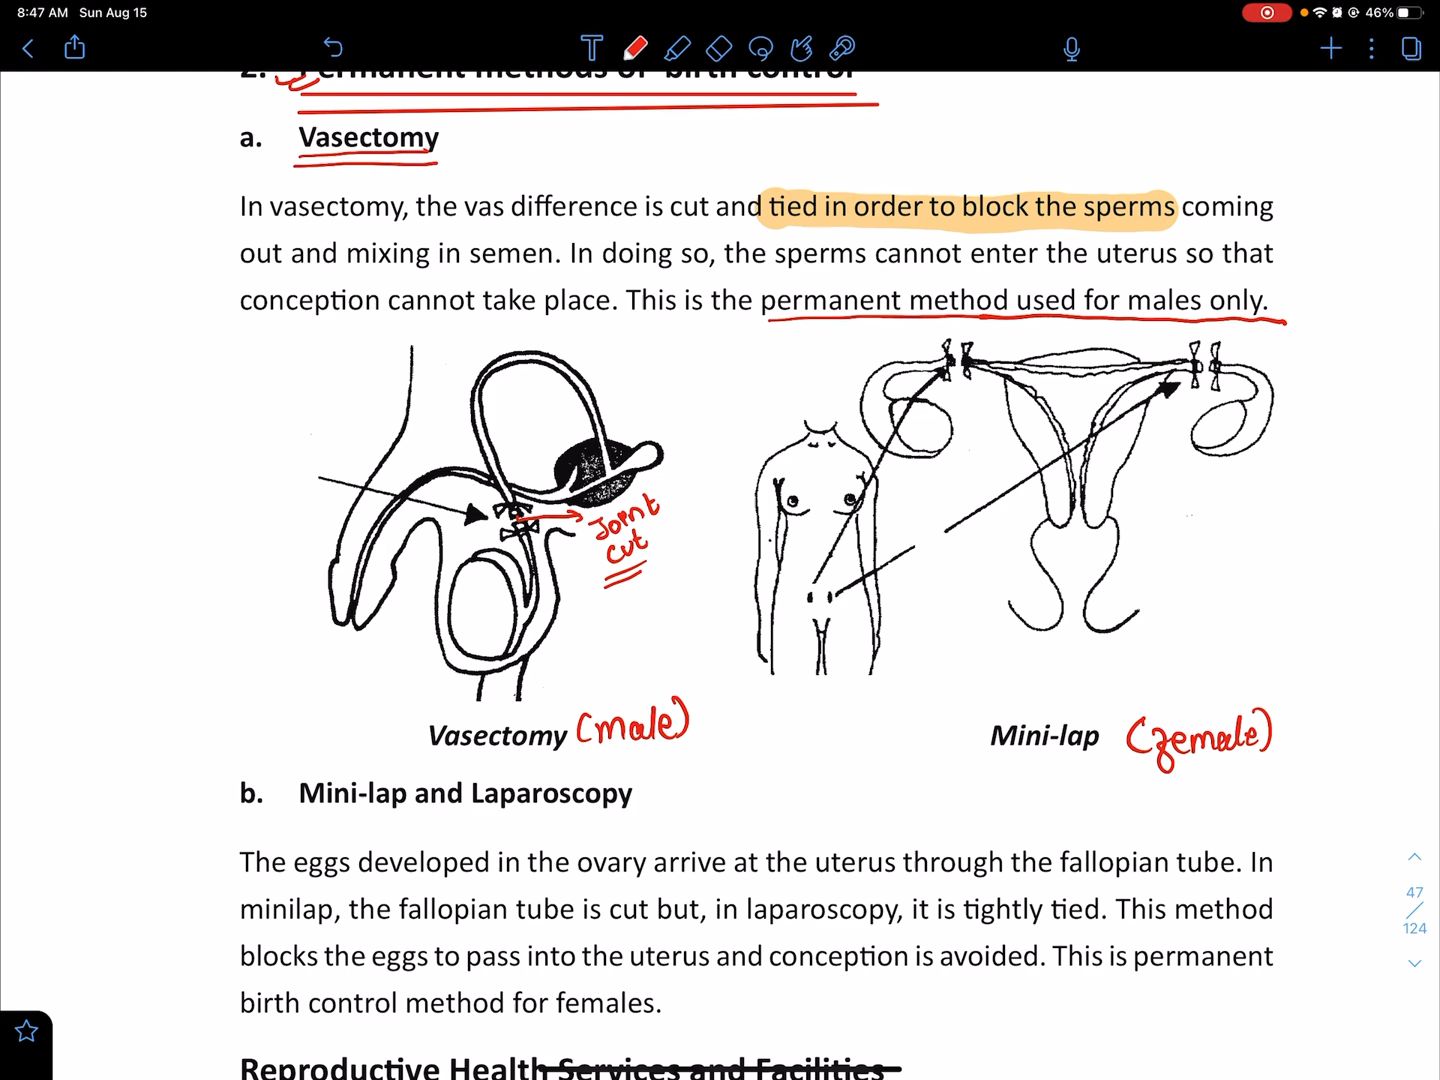 8:47 AM Sun Aug 15
46%
2. Permanent methods of birth control
a. Vasectomy
In vasectomy, the vas difference is cut and tied in order to block the sperms coming
out and mixing in semen. In doing so, the sperms cannot enter the uterus so that
conception cannot take place. This is the permanent method used for males only.
Joint
cut
Vasectomy (male)
Mini-lap (female)
b. Mini-lap and Laparoscopy
The eggs developed in the ovary arrive at the uterus through the fallopian tube. In
minilap, the fallopian tube is cut but, in laparoscopy, it is tightly tied. This method
blocks the eggs to pass into the uterus and conception is avoided. This is permanent
birth control method for females.
47
/
124
Reproductive Health Services and Facilities